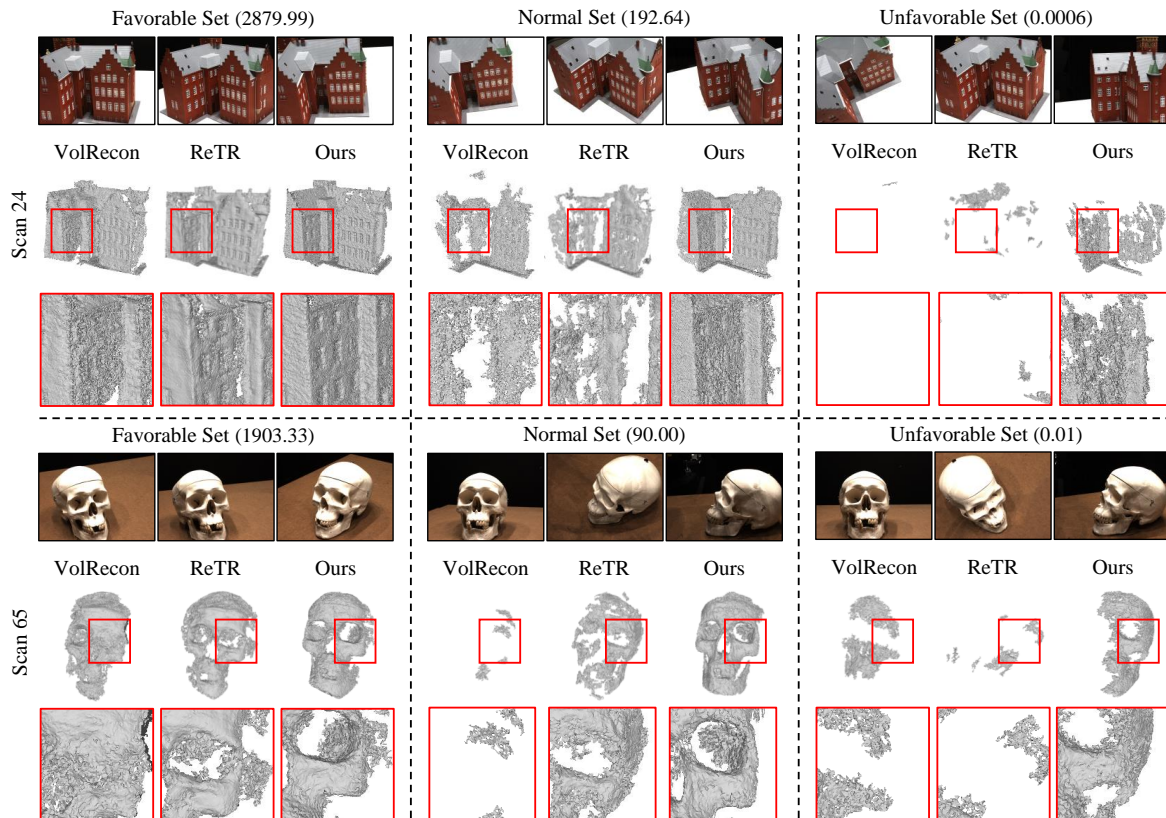 Favorable Set (2879.99)
Normal Set (192.64)
Unfavorable Set (0.0006)
VolRecon ReTR Ours
VolRecon ReTR Ours
VolRecon ReTR Ours
Scan 24
Favorable Set (1903.33)
Normal Set (90.00)
Unfavorable Set (0.01)
VolRecon ReTR Ours
VolRecon ReTR Ours
VolRecon ReTR Ours
Scan 65